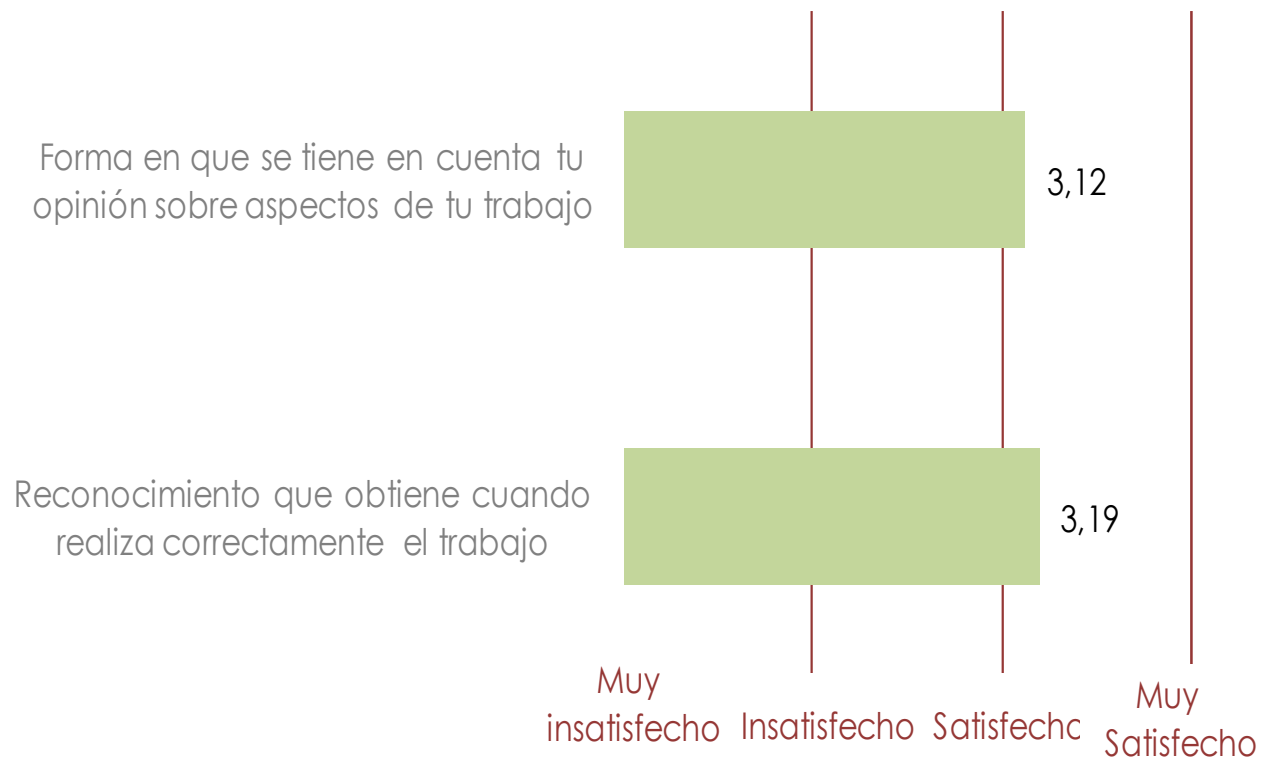 Forma en que se tiene en cuenta tu
opinión sobre aspectos de tu trabajo
3,12
Reconocimiento que obtiene cuando
realiza correctamente el trabajo
3,19
Muy
insatisfecho
Insatisfecho
Satisfecho
Muy
Satisfecho